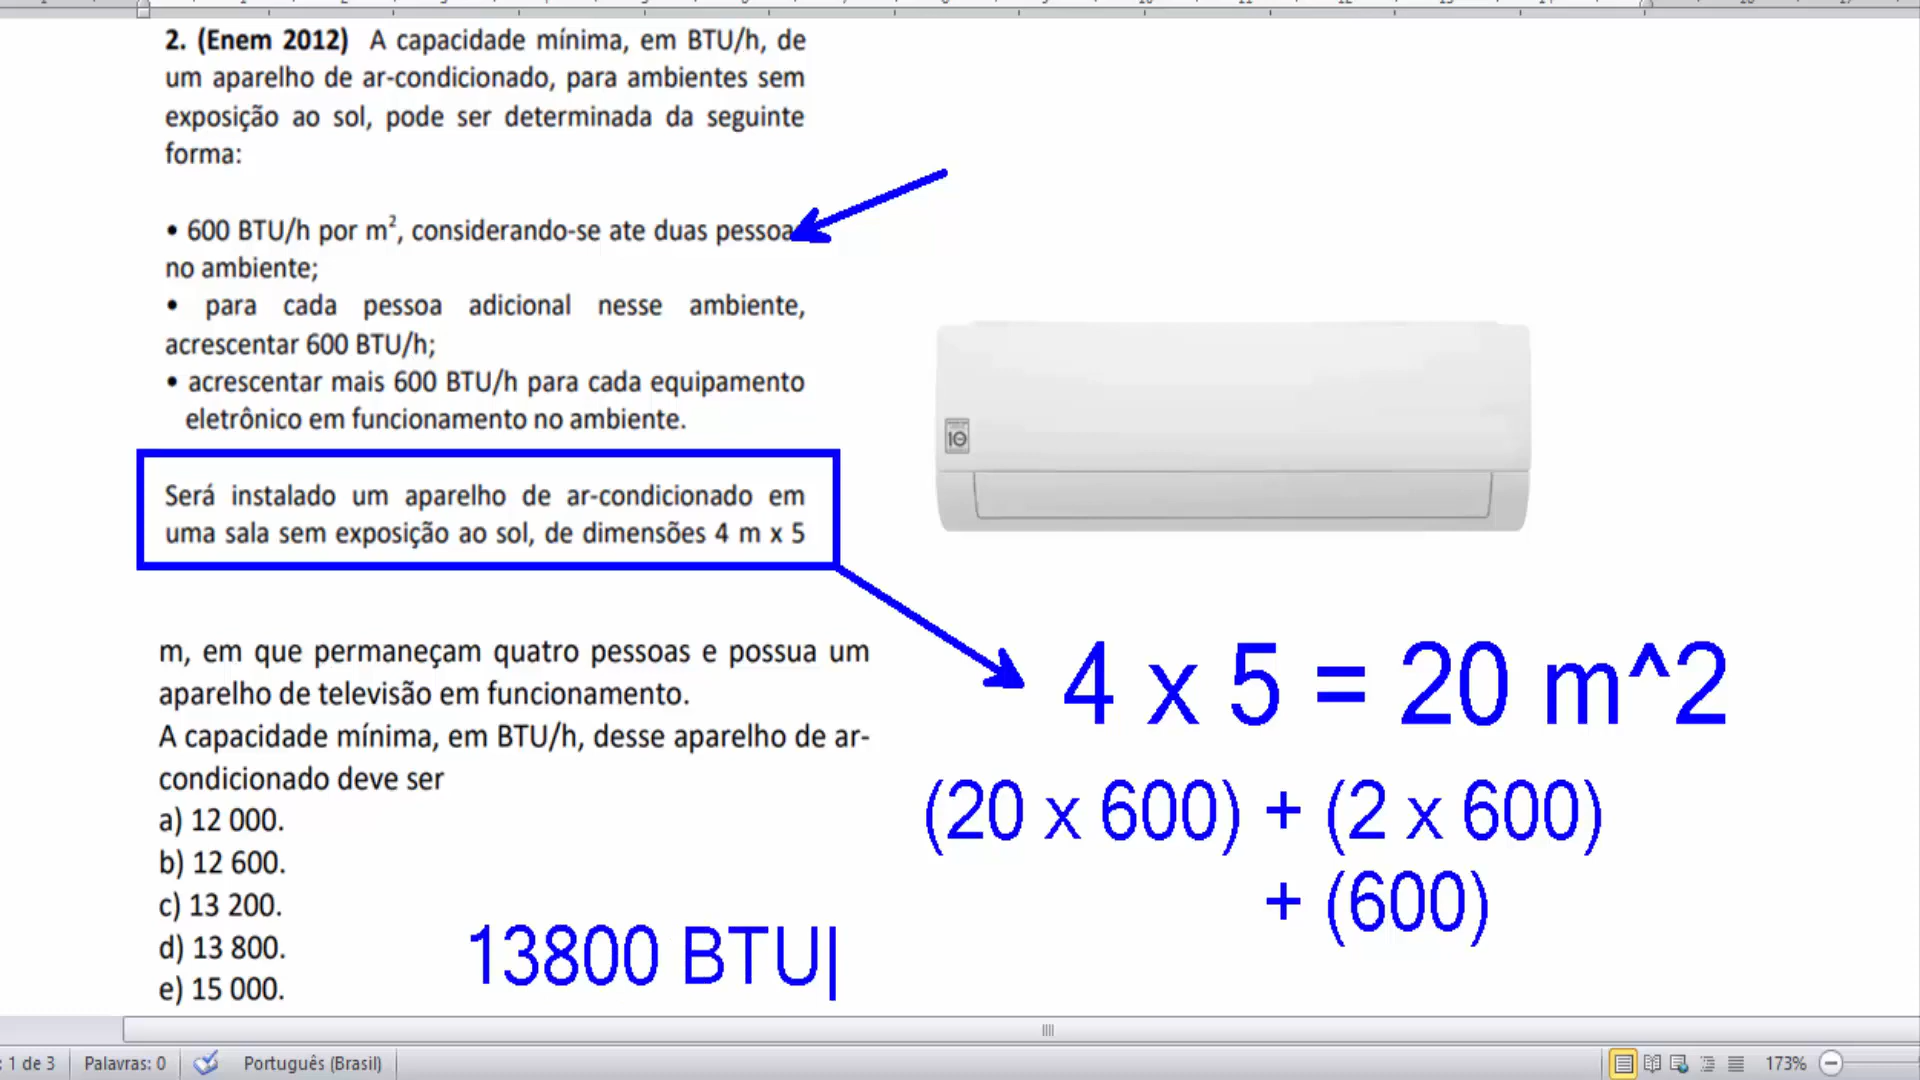 2. (Enem 2012) A capacidade mínima, em BTU/h, de
um aparelho de ar-condicionado, para ambientes sem
exposição ao sol, pode ser determinada da seguinte
forma:
• 600 BTU/h por m², considerando-se ate duas pessoa
no ambiente;
• para cada pessoa adicional nesse ambiente,
acrescentar 600 BTU/h;
• acrescentar mais 600 BTU/h para cada equipamento
eletrônico em funcionamento no ambiente.
Será instalado um aparelho de ar-condicionado em
uma sala sem exposição ao sol, de dimensões 4 m x 5
m, em que permaneçam quatro pessoas e possua um
aparelho de televisão em funcionamento.
A capacidade mínima, em BTU/h, desse aparelho de ar-
condicionado deve ser
a) 12 000.
b) 12 600.
c) 13 200.
d) 13 800.
e) 15 000.
10
4 x 5 = 20 m^2
(20 x 600) + (2 x 600)
+ (600)
13800 BTU
1 de 3
Palavras: 0
Português (Brasil)
173%